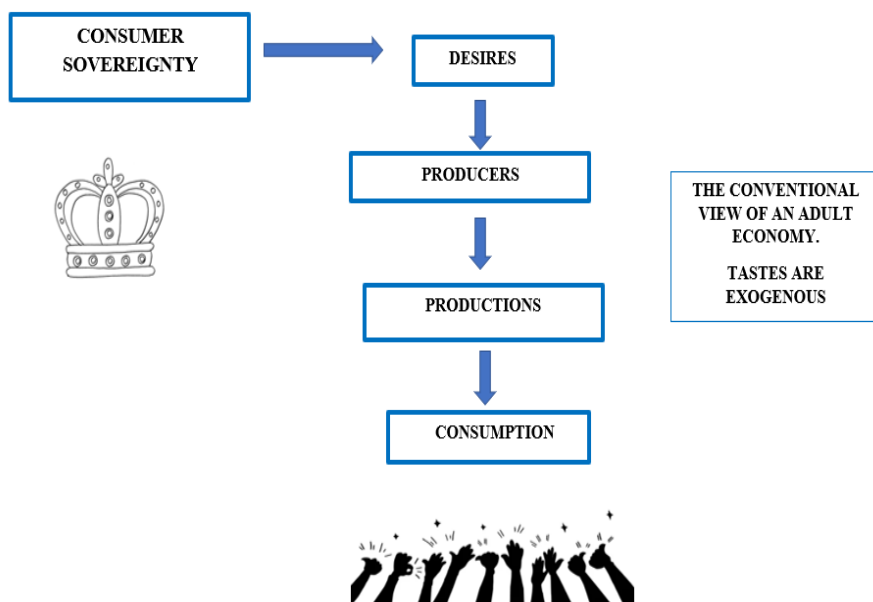 CONSUMER
SOVEREIGNTY
DESIRES
PRODUCERS
THE CONVENTIONAL
VIEW OF AN ADULT
ECONOMY.
TASTES ARE
EXOGENOUS
PRODUCTIONS
CONSUMPTION